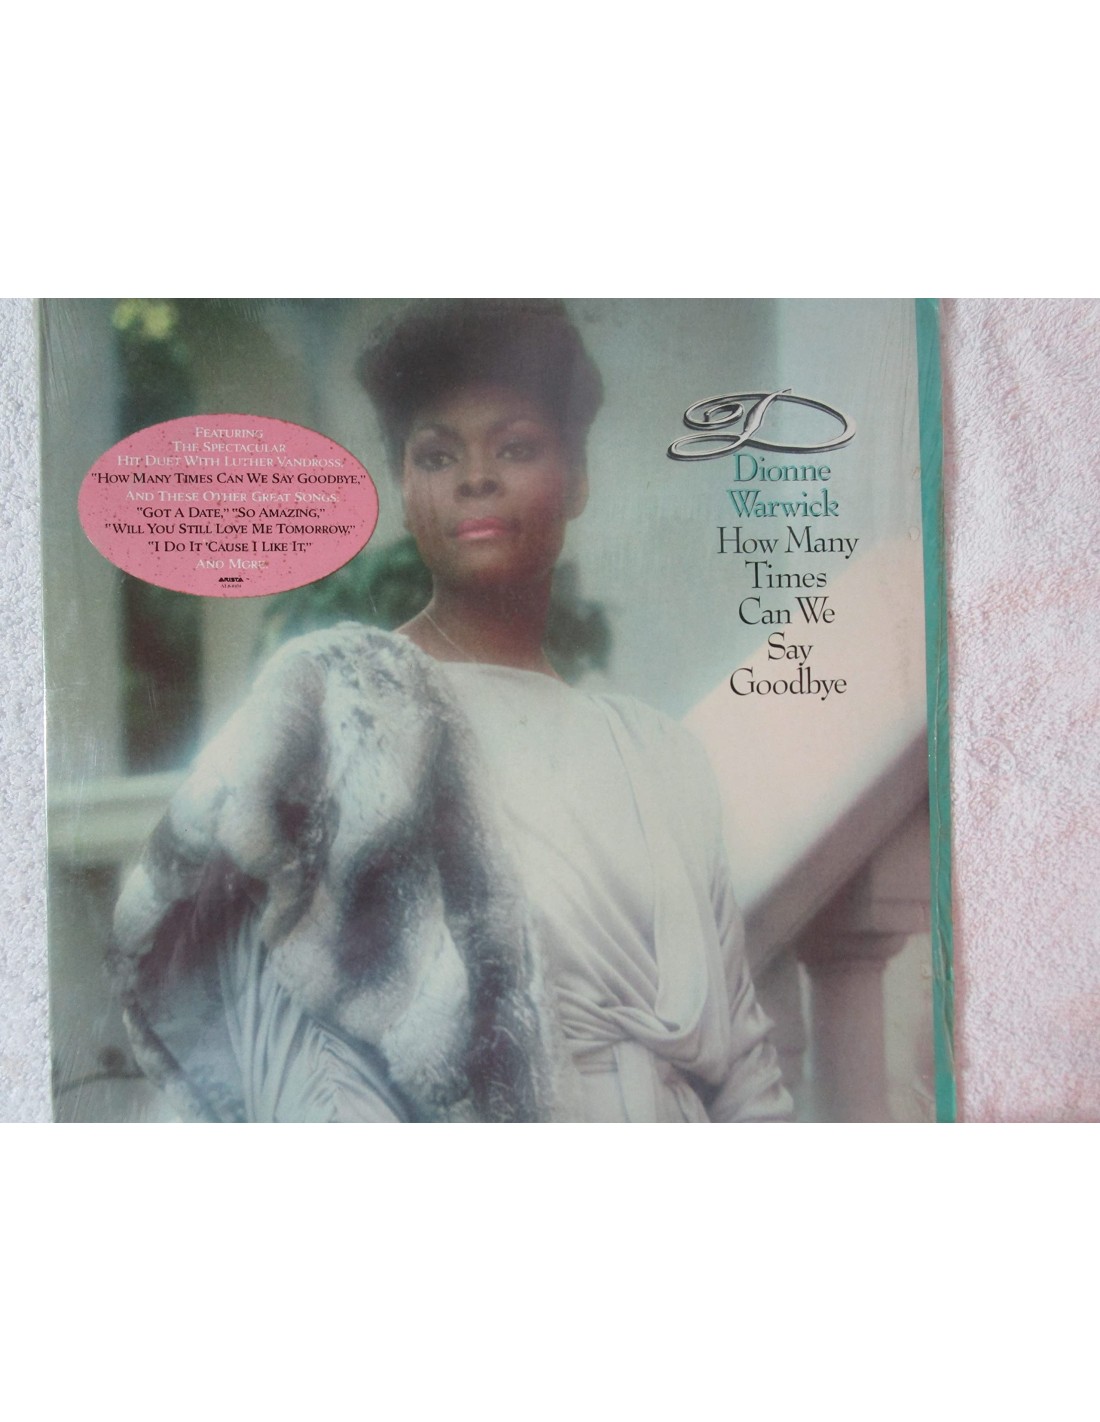 FEATURING
THE SPECTACULAR
HIT DUET WITH LUTHER VANDROSS,
"HOW MANY TIMES CAN WE SAY GOODBYE,"
AND THESE OTHER GREAT SONGS
"GOT A DATE," "SO AMAZING,"
"WILL YOU STILL LOVE ME TOMORROW,"
"I DO IT 'CAUSE I LIKE IT,"
AND MORE
ARISTA
D
Dionne
Warwick
How Many
Times
Can We
Say
Goodbye